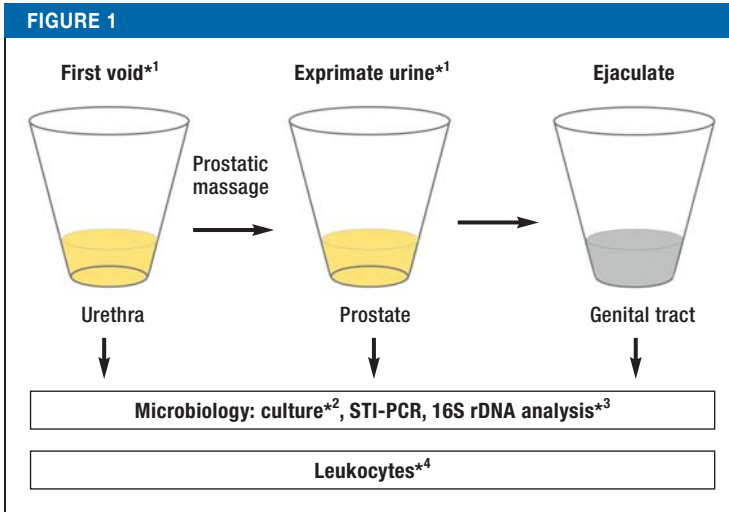 FIGURE 1
First void*1
Exprimate urine*1
Ejaculate
Prostatic
massage
Urethra
Prostate
Genital tract
Microbiology: culture*2, STI-PCR, 16S rDNA analysis*3
Leukocytes*4